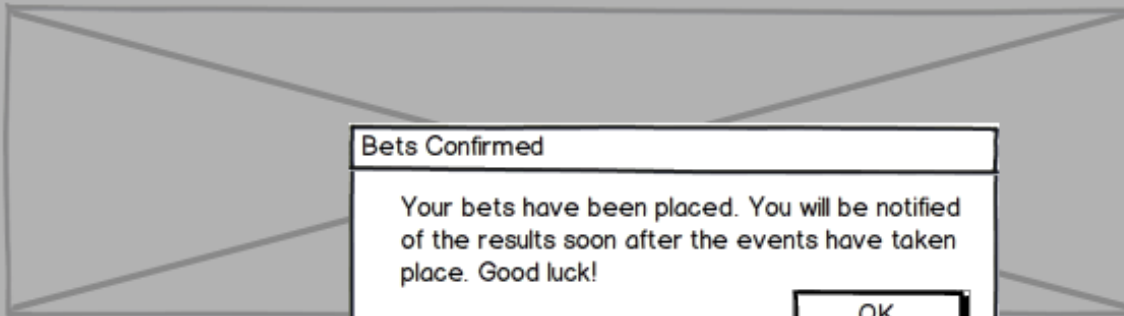 Bets Confirmed
Your bets have been placed. You will be notified
of the results soon after the events have taken
place. Good luck!
OK